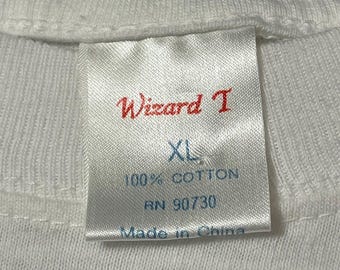 Wizard T
XL
100% COTTON
RN 90730
Made in China